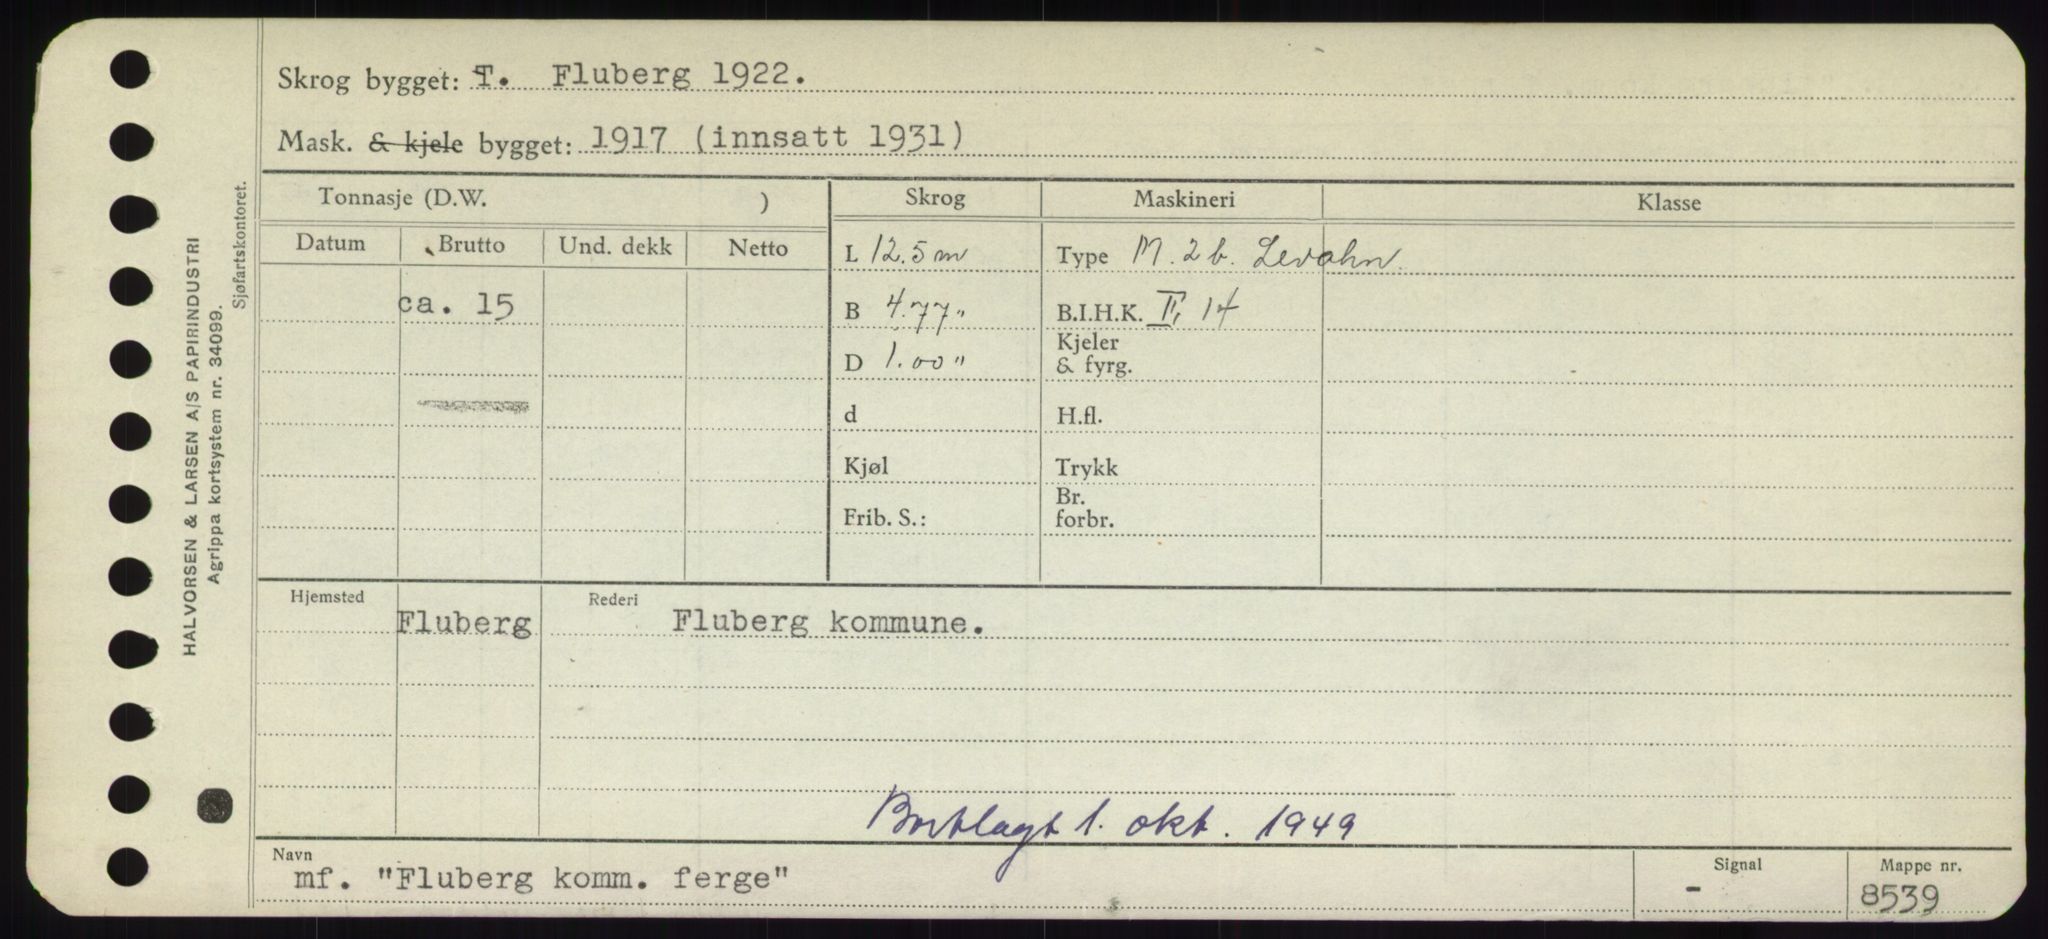 Skrog bygget: T. Fluberg 1922.
Mask. & kjele bygget: 1917 (innsatt 1931)
Tonnasje (D.W. )
Skrog
Maskineri
Klasse
Datum
Brutto
Und. dekk
Netto
L 12.5 m
Type M. 2 b. Levahn.
ca. 15
B 4.77 "
B.I.H.K. II, 14
D 1.00 "
Kjeler
& fyrg.
d
H.fl.
Kjøl
Trykk
Frib. S.:
Br.
forbr.
Hjemsted
Fluberg
Rederi
Fluberg kommune.
Bortlagt 1. okt. 1949
Navn
mf. "Fluberg komm. ferge"
Signal
-
Mappe nr.
8539
HALVORSEN & LARSEN A/S PAPIRINDUSTRI
Agrippa kortsystem nr. 34099.
Sjøfartskontoret.